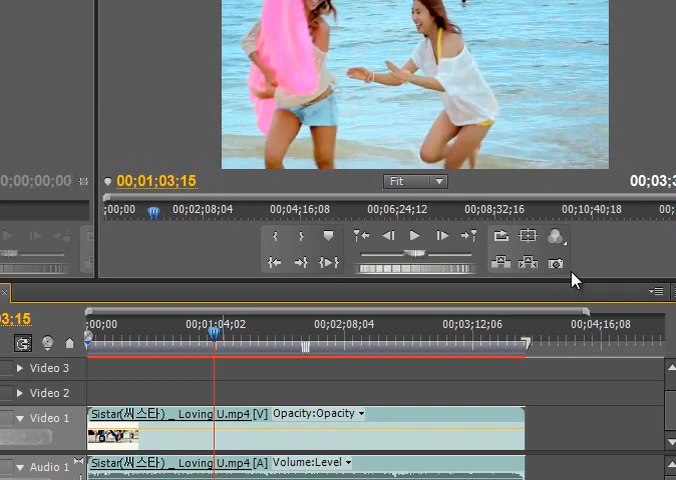 0;00;00;00
00;01;03;15
Fit
00;03;3
;00;00 00;02;08;04 00;04;16;08 00;06;24;12 00;08;32;16 00;10;40;18 00;
3;15
;00;00 00;01;04;02 00;02;08;04 00;03;12;06 00;04;16;08
Video 3
Video 2
Video 1
Sistar(씨스타) _ Loving U.mp4 [V] Opacity:Opacity
Audio 1
Sistar(씨스타) _ Loving U.mp4 [A] Volume:Level